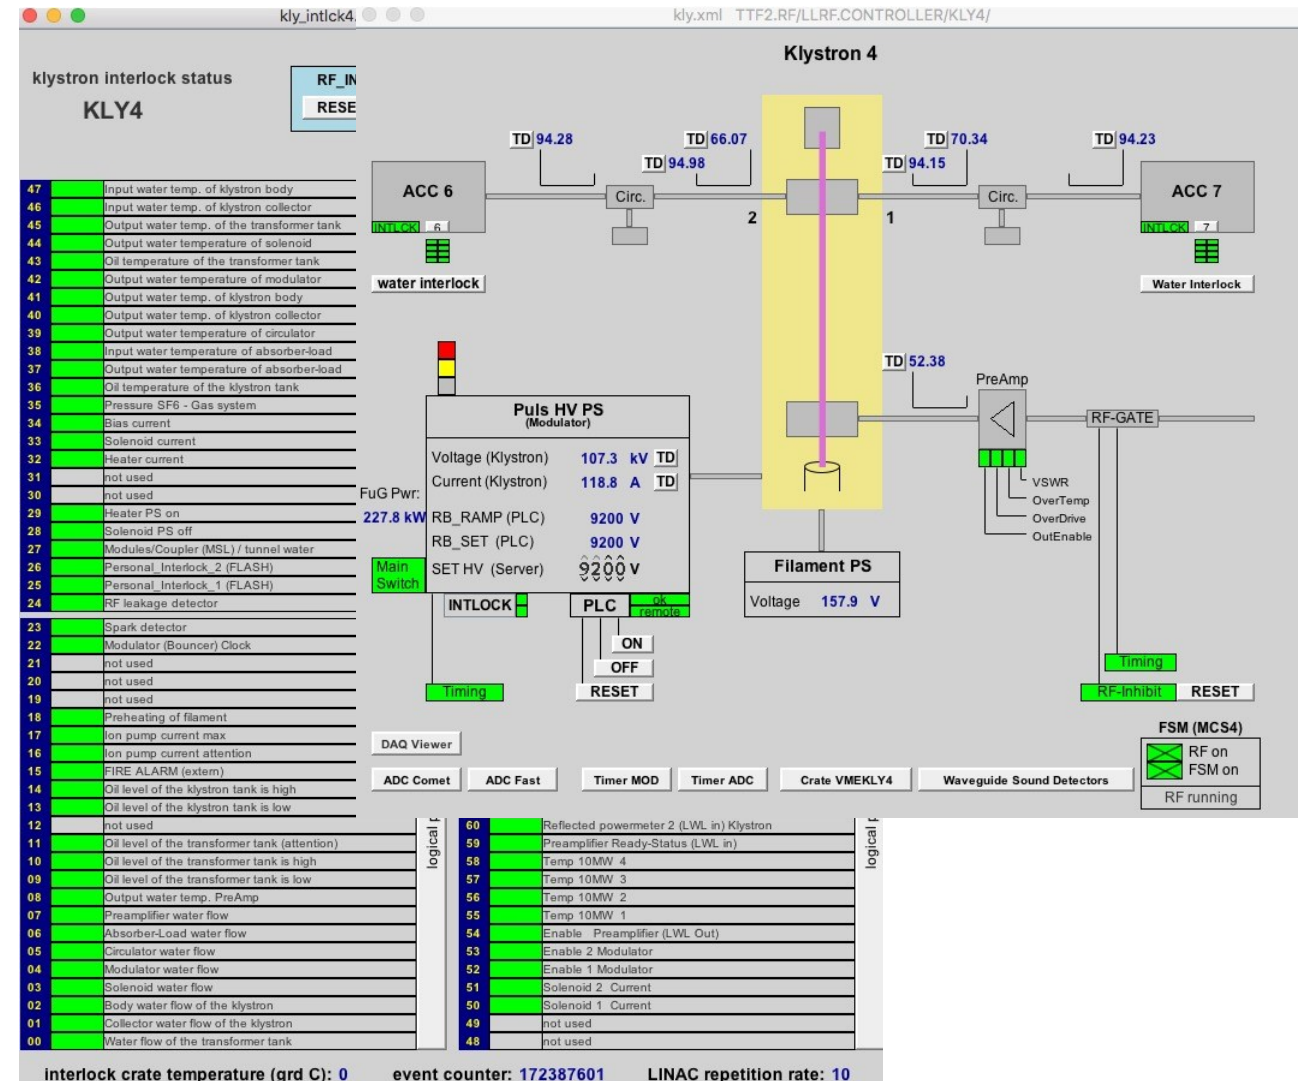 kly_intlck4.
klystron interlock status
KLY4
RF_IN
RESE
47 Input water temp. of klystron body
46 Input water temp. of klystron collector
45 Output water temp. of the transformer tank
44 Output water temperature of solenoid
43 Oil temperature of the transformer tank
42 Output water temperature of modulator
41 Output water temp. of klystron body
40 Output water temp. of klystron collector
39 Output water temperature of circulator
38 Input water temperature of absorber-load
37 Output water temperature of absorber-load
36 Oil temperature of the klystron tank
35 Pressure SF6 - Gas system
34 Bias current
33 Solenoid current
32 Heater current
31 not used
30 not used
29 Heater PS on
28 Solenoid PS off
27 Modules/Coupler (MSL) / tunnel water
26 Personal_Interlock_2 (FLASH)
25 Personal_Interlock_1 (FLASH)
24 RF leakage detector
23 Spark detector
22 Modulator (Bouncer) Clock
21 not used
20 not used
19 not used
18 Preheating of filament
17 Ion pump current max
16 Ion pump current attention
15 FIRE ALARM (extern)
14 Oil level of the klystron tank is high
13 Oil level of the klystron tank is low
12 not used
11 Oil level of the transformer tank (attention)
10 Oil level of the transformer tank is high
09 Oil level of the transformer tank is low
08 Output water temp. PreAmp
07 Preamplifier water flow
06 Absorber-Load water flow
05 Circulator water flow
04 Modulator water flow
03 Solenoid water flow
02 Body water flow of the klystron
01 Collector water flow of the klystron
00 Water flow of the transformer tank
logical p
kly.xml TTF2.RF/LLRF.CONTROLLER/KLY4/
Klystron 4
TD 94.28
TD 66.07
TD 70.34
TD 94.23
TD 94.98
TD 94.15
ACC 6
Circ.
2
1
Circ.
ACC 7
INTLCK 6
INTLCK 7
water interlock
Water Interlock
TD 52.38
PreAmp
RF-GATE
VSWR
OverTemp
OverDrive
OutEnable
Puls HV PS
(Modulator)
Voltage (Klystron) 107.3 kV TD
Current (Klystron) 118.8 A TD
FuG Pwr:
227.8 kW
RB_RAMP (PLC) 9200 V
RB_SET (PLC) 9200 V
SET HV (Server) 9200 V
Main
Switch
INTLOCK
PLC
ok
remote
ON
OFF
RESET
Timing
Filament PS
Voltage 157.9 V
Timing
RF-Inhibit RESET
FSM (MCS4)
RF on
FSM on
RF running
DAQ Viewer
ADC Comet
ADC Fast
Timer MOD
Timer ADC
Crate VMEKLY4
Waveguide Sound Detectors
60 Reflected powermeter 2 (LWL in) Klystron
59 Preamplifier Ready-Status (LWL in)
58 Temp 10MW 4
57 Temp 10MW 3
56 Temp 10MW 2
55 Temp 10MW 1
54 Enable Preamplifier (LWL Out)
53 Enable 2 Modulator
52 Enable 1 Modulator
51 Solenoid 2 Current
50 Solenoid 1 Current
49 not used
48 not used
logical p
interlock crate temperature (grd C): 0
event counter: 172387601
LINAC repetition rate: 10